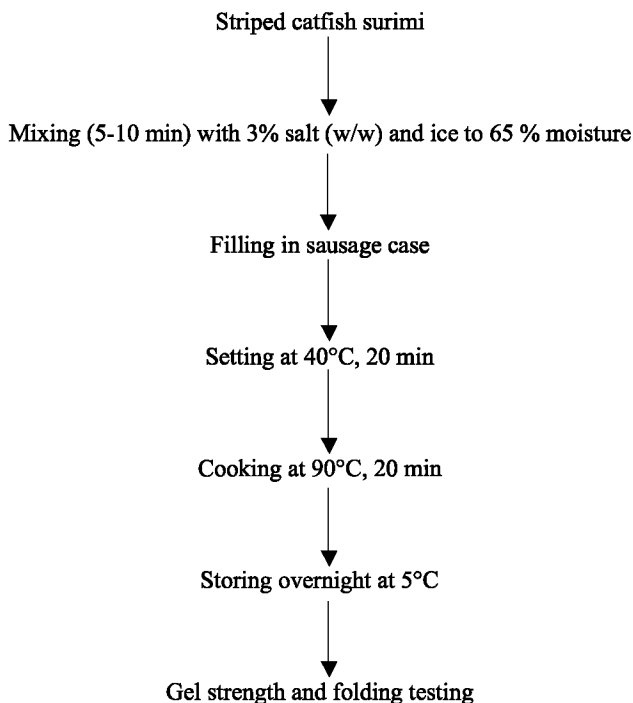 Striped catfish surimi
Mixing (5-10 min) with 3% salt (w/w) and ice to 65 % moisture
Filling in sausage case
Setting at 40°C, 20 min
Cooking at 90°C, 20 min
Storing overnight at 5°C
Gel strength and folding testing